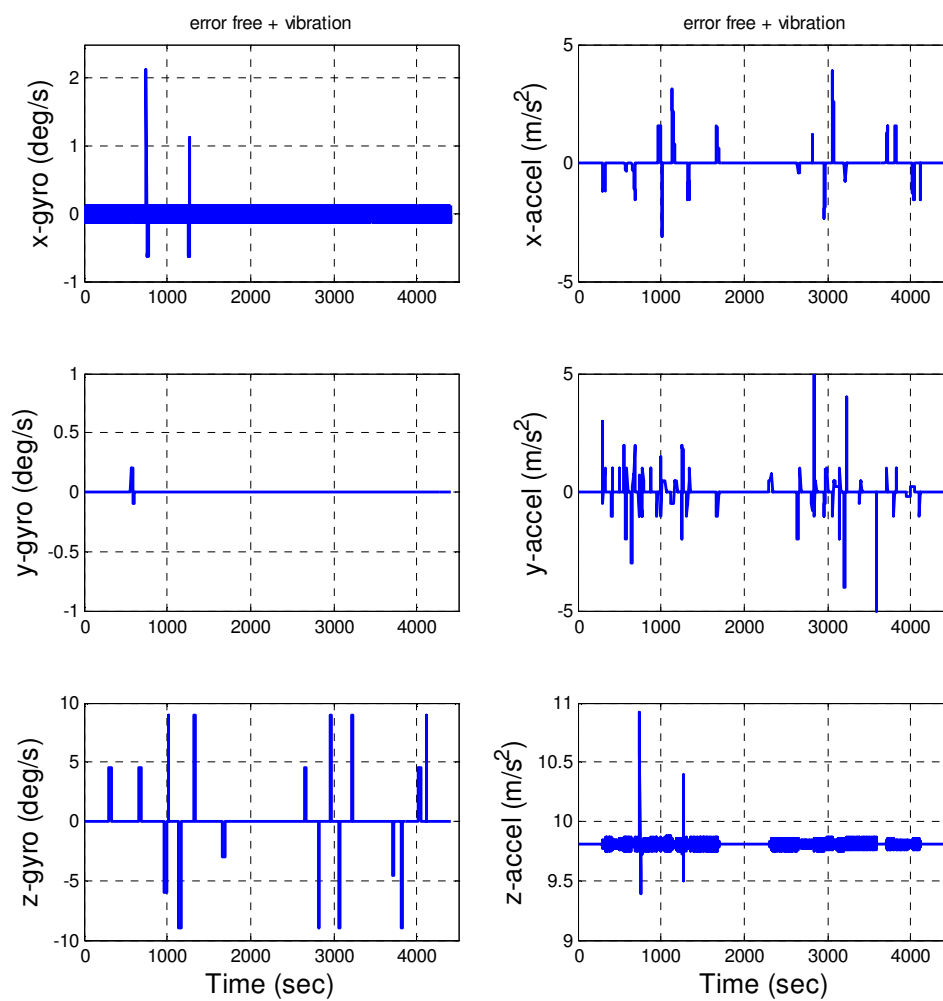 error free + vibration
x-gyro (deg/s)
2
1
0
-1
0 1000 2000 3000 4000
error free + vibration
x-accel (m/s²)
5
0
-5
0 1000 2000 3000 4000
y-gyro (deg/s)
1
0.5
0
-0.5
-1
0 1000 2000 3000 4000
y-accel (m/s²)
5
0
-5
0 1000 2000 3000 4000
z-gyro (deg/s)
10
5
0
-5
-10
0 1000 2000 3000 4000
Time (sec)
z-accel (m/s²)
11
10.5
10
9.5
9
0 1000 2000 3000 4000
Time (sec)